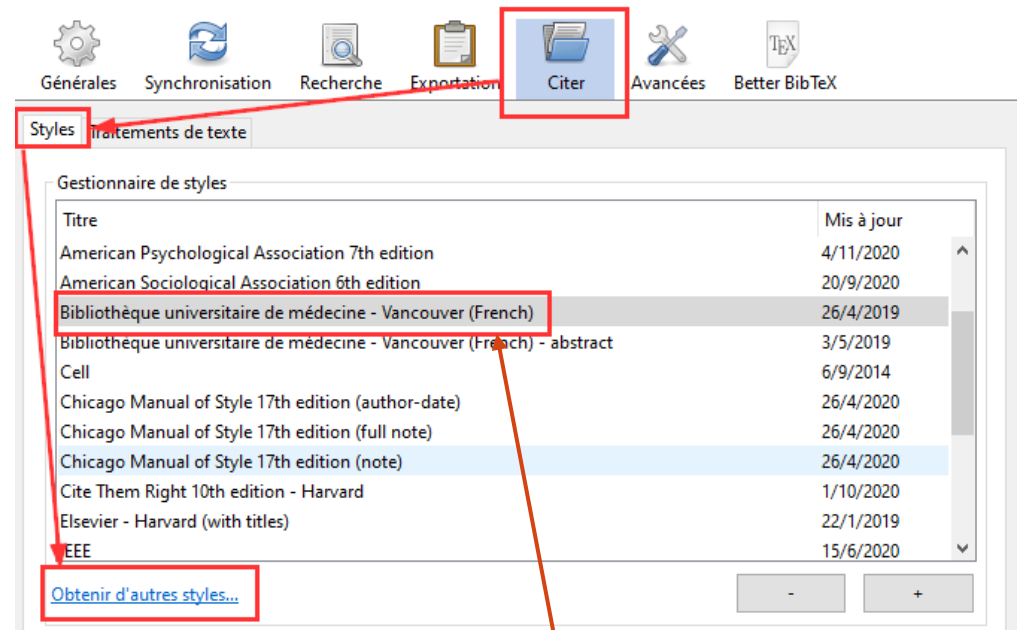 Générales Synchronisation Recherche Exportation Citer Avancées Better BibTeX
TEX
Styles Traitements de texte
Gestionnaire de styles
Titre Mis à jour
American Psychological Association 7th edition 4/11/2020
American Sociological Association 6th edition 20/9/2020
Bibliothèque universitaire de médecine - Vancouver (French) 26/4/2019
Bibliothèque universitaire de médecine - Vancouver (French) - abstract 3/5/2019
Cell 6/9/2014
Chicago Manual of Style 17th edition (author-date) 26/4/2020
Chicago Manual of Style 17th edition (full note) 26/4/2020
Chicago Manual of Style 17th edition (note) 26/4/2020
Cite Them Right 10th edition - Harvard 1/10/2020
Elsevier - Harvard (with titles) 22/1/2019
IEEE 15/6/2020
Obtenir d'autres styles... - +